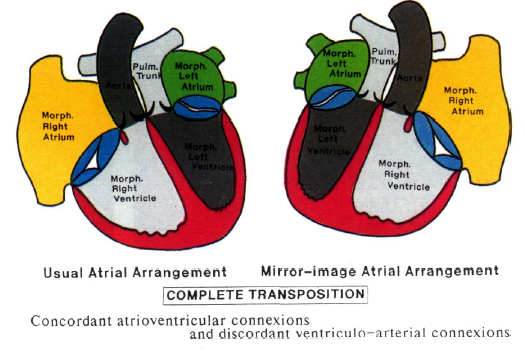 Pulm.
Trunk
Aorta
Morph.
Left
Atrium
Morph.
Right
Atrium
Morph.
Left
Ventricle
Morph.
Right
Ventricle
Morph.
Left
Atrium
Pulm.
Trunk
Aorta
Morph.
Right
Atrium
Morph.
Left
Ventricle
Morph.
Right
Ventricle
Usual Atrial Arrangement
Mirror-image Atrial Arrangement
COMPLETE TRANSPOSITION
Concordant atrioventricular connexions
and discordant ventriculo-arterial connexions